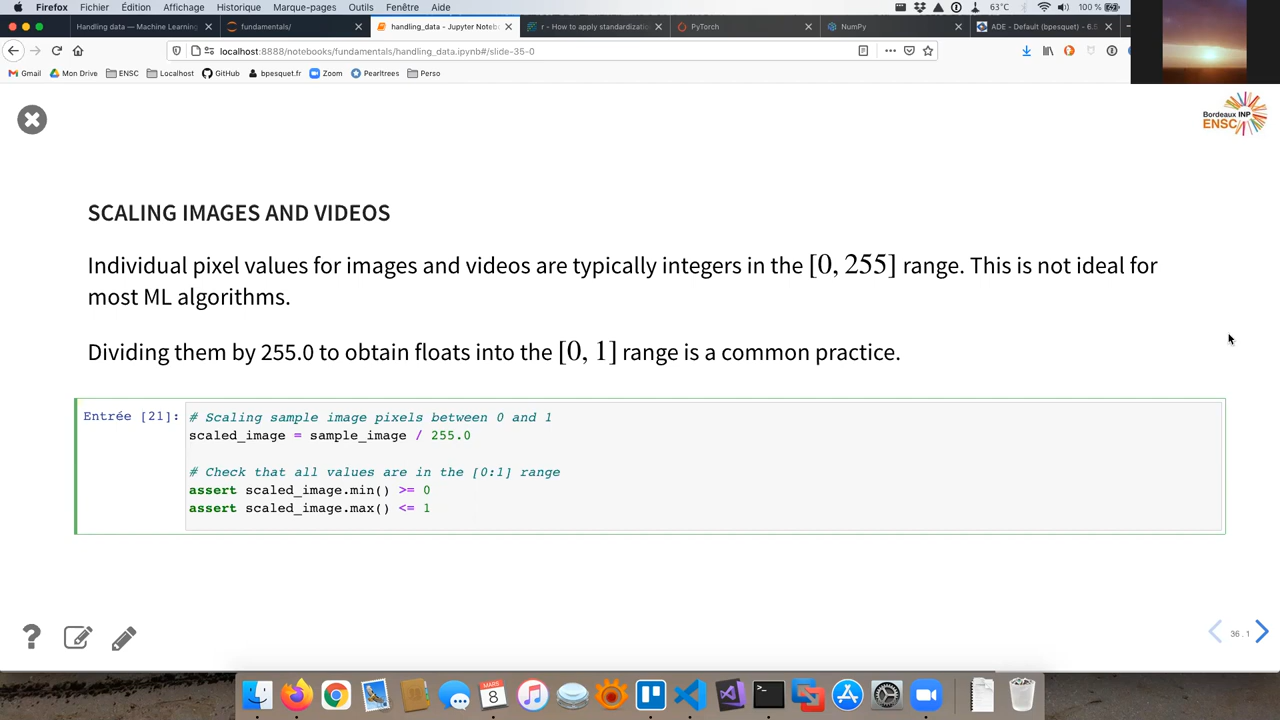 Firefox Fichier Édition Affichage Historique Marque-pages Outils Fenêtre Aide 63°C 100 %
Handling data — Machine Learning fundamentals/ handling_data - Jupyter Noteb r - How to apply standardizati PyTorch NumPy ADE - Default (bpesquet) - 6.5
localhost:8888/notebooks/fundamentals/handling_data.ipynb#/slide-35-0
Gmail Mon Drive ENSC Localhost GitHub bpesquet.fr Zoom Pearltrees Perso
Bordeaux INP
ENSC
SCALING IMAGES AND VIDEOS
Individual pixel values for images and videos are typically integers in the [0, 255] range. This is not ideal for
most ML algorithms.
Dividing them by 255.0 to obtain floats into the [0, 1] range is a common practice.
Entrée [21]: # Scaling sample image pixels between 0 and 1
scaled_image = sample_image / 255.0
# Check that all values are in the [0:1] range
assert scaled_image.min() >= 0
assert scaled_image.max() <= 1
?
36.1
MARS
8